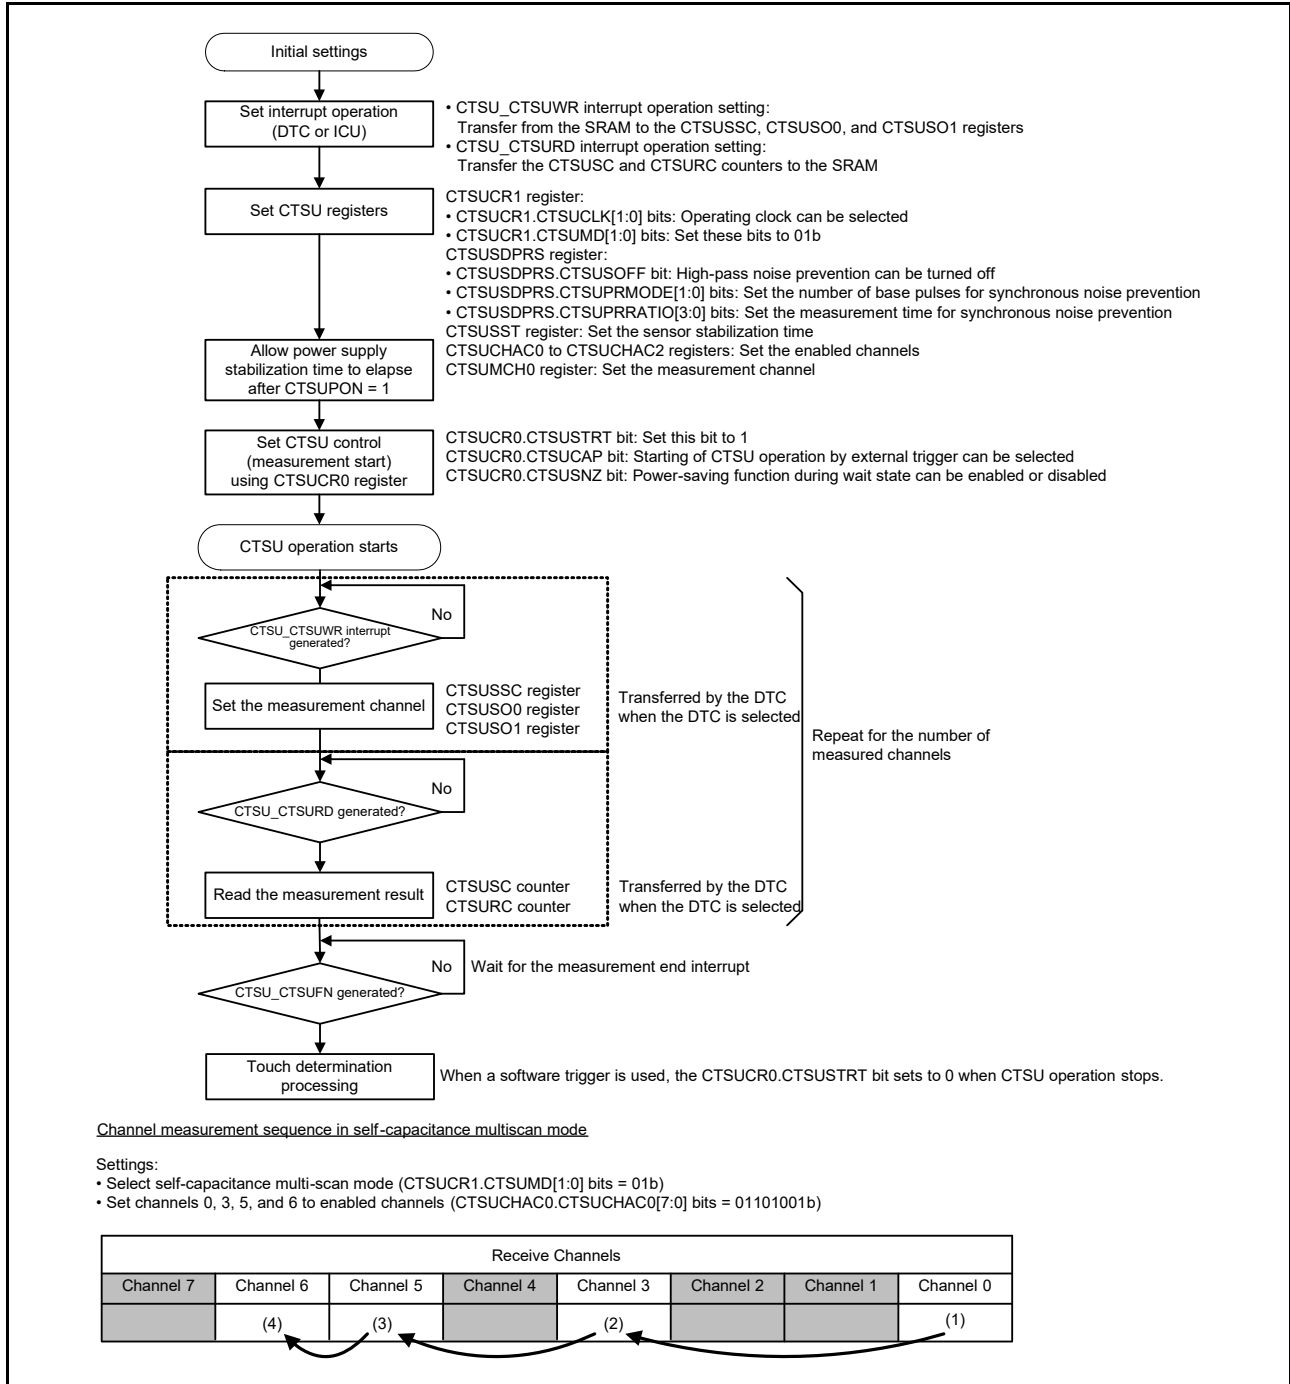 Initial settings
Set interrupt operation
(DTC or ICU)
• CTSU_CTSUWR interrupt operation setting:
Transfer from the SRAM to the CTSUSSC, CTSUSO0, and CTSUSO1 registers
• CTSU_CTSURD interrupt operation setting:
Transfer the CTSUSC and CTSURC counters to the SRAM
Set CTSU registers
CTSUCR1 register:
• CTSUCR1.CTSUCLK[1:0] bits: Operating clock can be selected
• CTSUCR1.CTSUMD[1:0] bits: Set these bits to 01b
CTSUSDPRS register:
• CTSUSDPRS.CTSUSOFF bit: High-pass noise prevention can be turned off
• CTSUSDPRS.CTSUPRMODE[1:0] bits: Set the number of base pulses for synchronous noise prevention
• CTSUSDPRS.CTSUPRRATIO[3:0] bits: Set the measurement time for synchronous noise prevention
CTSUSST register: Set the sensor stabilization time
CTSUCHAC0 to CTSUCHAC2 registers: Set the enabled channels
CTSUMCH0 register: Set the measurement channel
Allow power supply
stabilization time to elapse
after CTSUPON = 1
Set CTSU control
(measurement start)
using CTSUCR0 register
CTSUCR0.CTSUSTRT bit: Set this bit to 1
CTSUCR0.CTSUCAP bit: Starting of CTSU operation by external trigger can be selected
CTSUCR0.CTSUSNZ bit: Power-saving function during wait state can be enabled or disabled
CTSU operation starts
No
CTSU_CTSUWR interrupt
generated?
Set the measurement channel
CTSUSSC register
CTSUSO0 register
CTSUSO1 register
Transferred by the DTC
when the DTC is selected
Repeat for the number of
measured channels
No
CTSU_CTSURD generated?
Read the measurement result
CTSUSC counter
CTSURC counter
Transferred by the DTC
when the DTC is selected
No
Wait for the measurement end interrupt
CTSU_CTSUFN generated?
Touch determination
processing
When a software trigger is used, the CTSUCR0.CTSUSTRT bit sets to 0 when CTSU operation stops.
Channel measurement sequence in self-capacitance multiscan mode
Settings:
• Select self-capacitance multi-scan mode (CTSUCR1.CTSUMD[1:0] bits = 01b)
• Set channels 0, 3, 5, and 6 to enabled channels (CTSUCHAC0.CTSUCHAC0[7:0] bits = 01101001b)
Receive Channels
Channel 7 Channel 6 Channel 5 Channel 4 Channel 3 Channel 2 Channel 1 Channel 0
(4) (3) (2) (1)